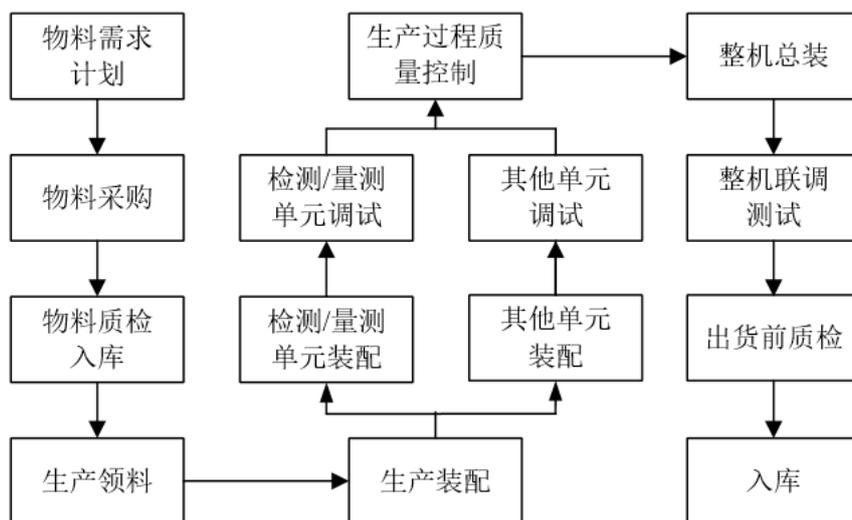 物料需求
计划
物料采购
物料质检
入库
生产领料
生产过程质
量控制
检测/量测
单元调试
其他单元
调试
检测/量测
单元装配
其他单元
装配
生产装配
整机总装
整机联调
测试
出货前质检
入库